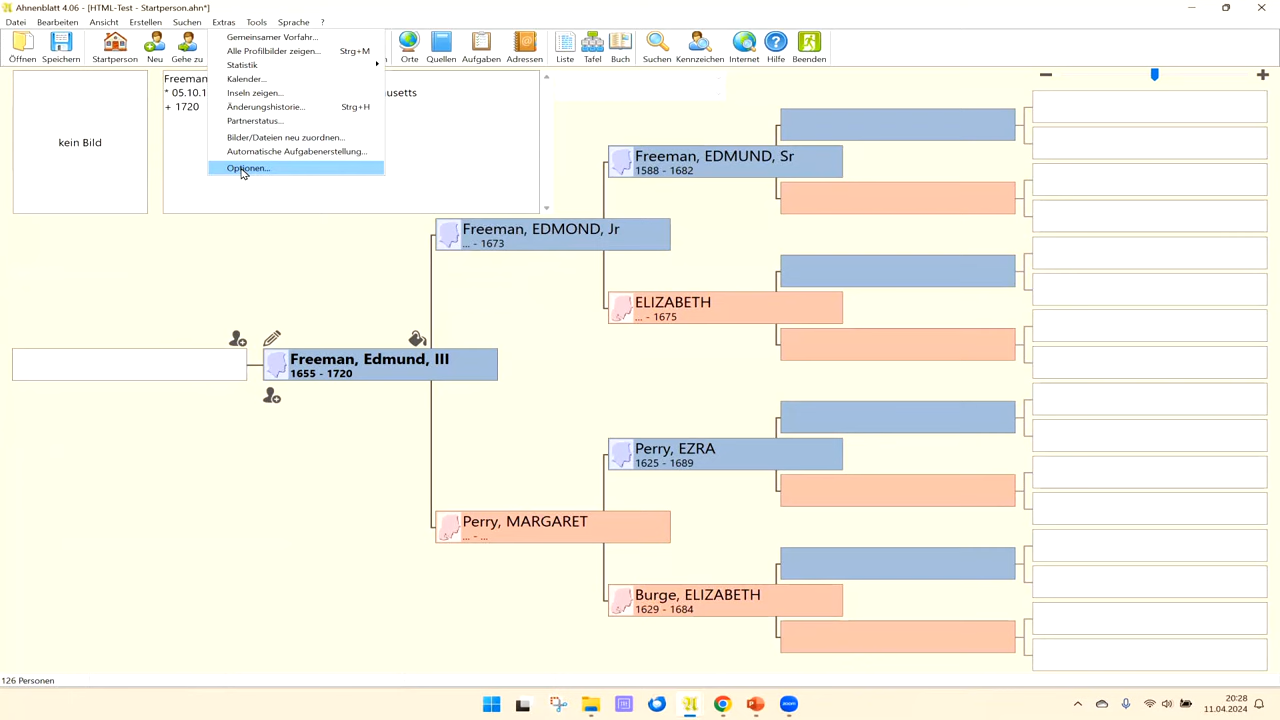 Ahnenblatt 4.06 - [HTML-Test - Startperson.ahn*]
Datei Bearbeiten Ansicht Erstellen Suchen Extras Tools Sprache ?
Öffnen Speichern Startperson Neu Gehe zu Orte Quellen Aufgaben Adressen Liste Tafel Buch Suchen Kennzeichen Internet Hilfe Beenden
Gemeinsamer Vorfahr...
Alle Profilbilder zeigen... Strg+M
Statistik
Kalender...
Inseln zeigen...
Änderungshistorie... Strg+H
Partnerstatus...
Bilder/Dateien neu zuordnen...
Automatische Aufgabenerstellung...
Optionen...
kein Bild
Freeman
* 05.10.1
+ 1720
Freeman, EDMUND, Sr
1588 - 1682
Freeman, EDMOND, Jr
... - 1673
ELIZABETH
... - 1675
Freeman, Edmund, III
1655 - 1720
Perry, EZRA
1625 - 1689
Perry, MARGARET
... - ...
Burge, ELIZABETH
1629 - 1684
126 Personen
zoom
20:28
11.04.2024